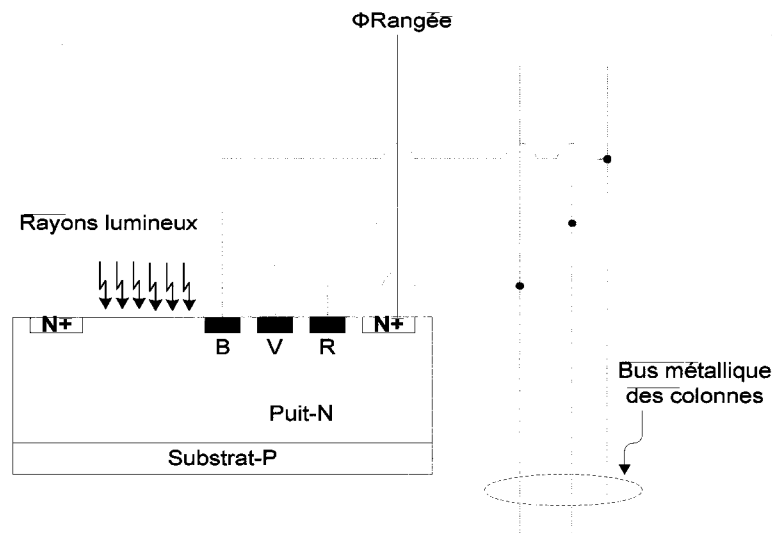 ΦRangée
Rayons lumineux
N+
N+
B
V
R
Puit-N
Substrat-P
Bus métallique
des colonnes